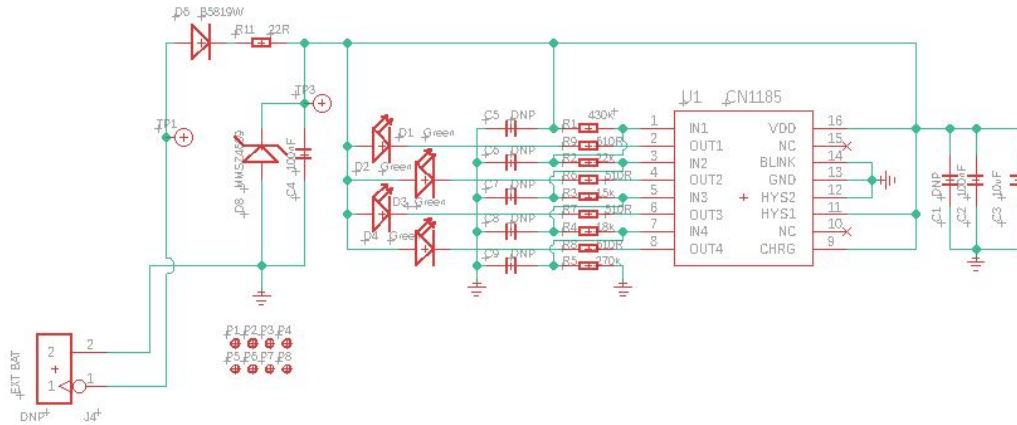 D5 B5819W
R11 22R
TP3
TP1
U1 CN1185
C5 DNP
430k
R1
D1 Green
R9 510R
D2 Green
C6 DNP
R2 22k
D3 Green
C7 DNP
R3 15k
R7 510R
D4 Green
C8 DNP
R4 18k
R8 510R
C9 DNP
R5 270k
D8
C4 100nF
1 IN1 VDD 16
2 OUT1 NC 15
3 IN2 BLINK 14
4 OUT2 GND 13
5 IN3 HYS2 12
6 OUT3 HYS1 11
7 IN4 NC 10
8 OUT4 CHRG 9
C1 DNP
C2 100nF
C3 10uF
P1 P2 P3 P4
P5 P6 P7 P8
EXT BAT
2 2
1 1
DNP J4